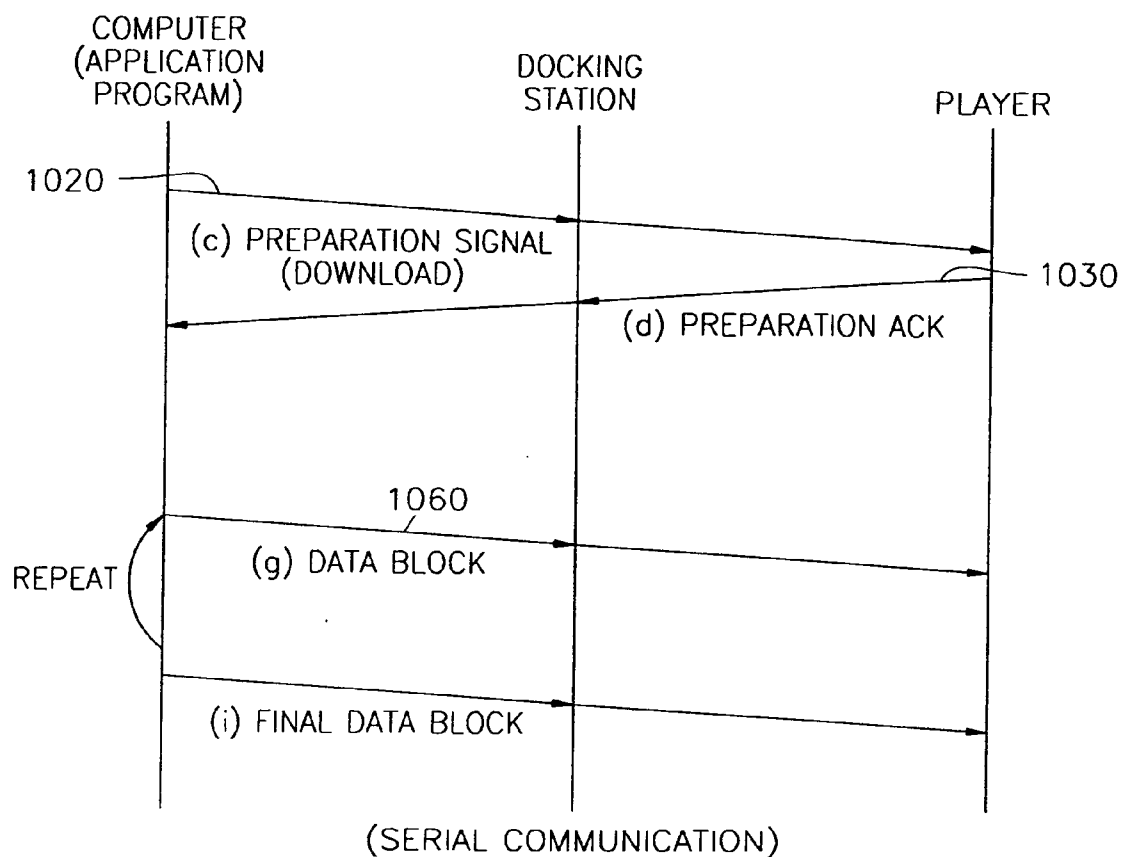 COMPUTER
(APPLICATION
PROGRAM)
DOCKING
STATION
PLAYER
1020
(c) PREPARATION SIGNAL
(DOWNLOAD)
1030
(d) PREPARATION ACK
1060
(g) DATA BLOCK
REPEAT
(i) FINAL DATA BLOCK
(SERIAL COMMUNICATION)